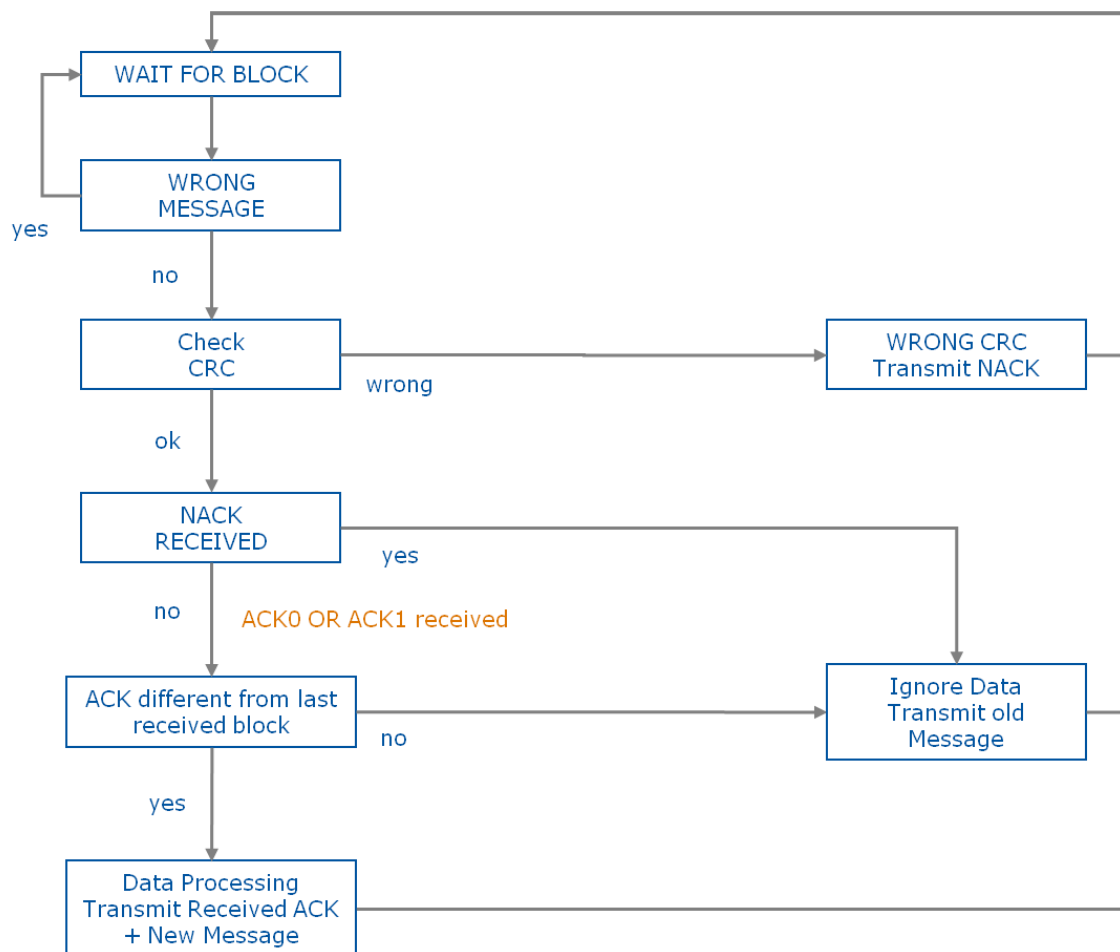 WAIT FOR BLOCK
WRONG
MESSAGE
yes
no
Check
CRC
wrong
WRONG CRC
Transmit NACK
ok
NACK
RECEIVED
yes
no
ACK0 OR ACK1 received
ACK different from last
received block
no
Ignore Data
Transmit old
Message
yes
Data Processing
Transmit Received ACK
+ New Message